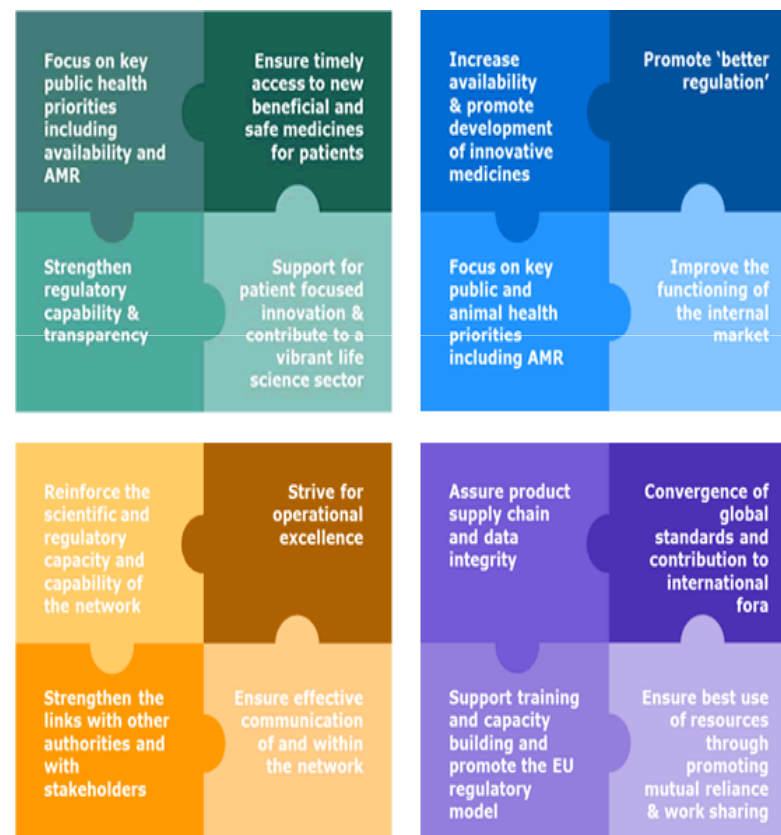 Focus on key
public health
priorities
including
availability and
AMR
Ensure timely
access to new
beneficial and
safe medicines
for patients
Strengthen
regulatory
capability &
transparency
Support for
patient focused
innovation &
contribute to a
vibrant life
science sector
Increase
availability
& promote
development
of innovative
medicines
Promote ‘better
regulation’
Focus on key
public and
animal health
priorities
including AMR
Improve the
functioning of
the internal
market
Reinforce the
scientific and
regulatory
capacity and
capability of
the network
Strive for
operational
excellence
Strengthen the
links with other
authorities and
with
stakeholders
Ensure effective
communication
of and within
the network
Assure product
supply chain
and data
integrity
Convergence of
global
standards and
contribution to
international
fora
Support training
and capacity
building and
promote the EU
regulatory
model
Ensure best use
of resources
through
promoting
mutual reliance
& work sharing